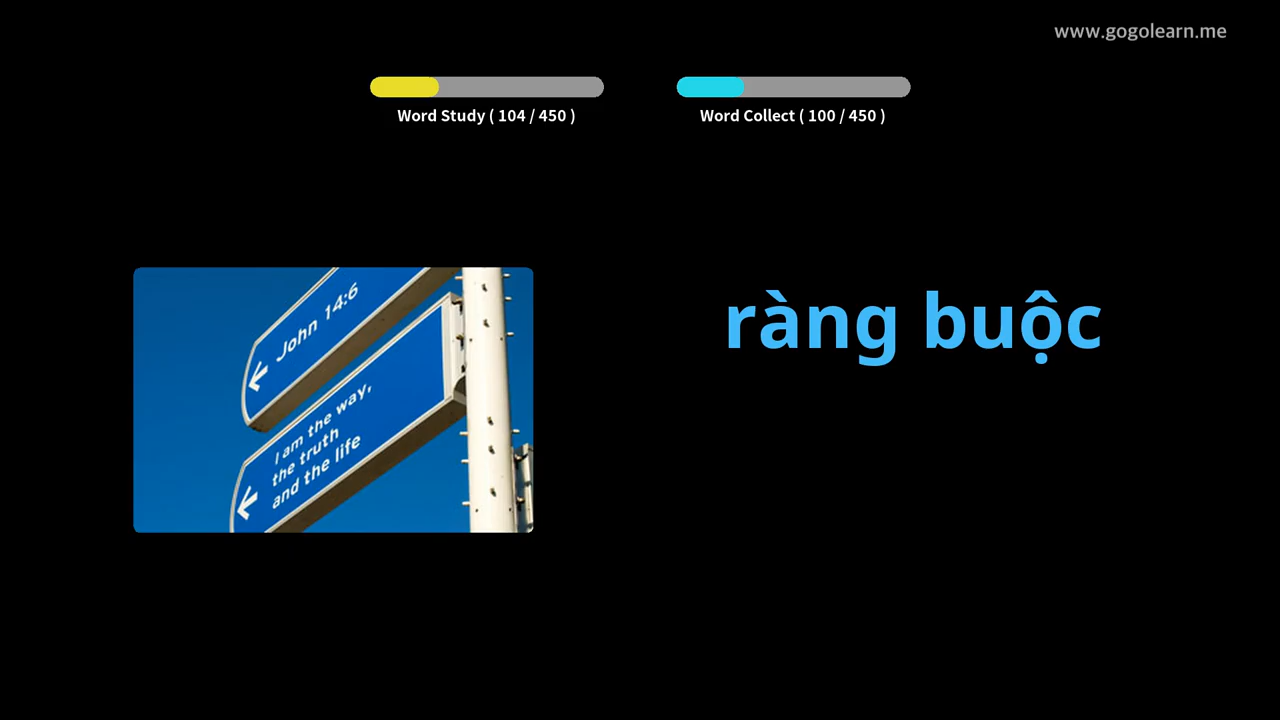 www.gogolearn.me
Word Study ( 104 / 450 )
Word Collect ( 100 / 450 )
John 14:6
I am the way,
the truth
and the life
ràng buộc